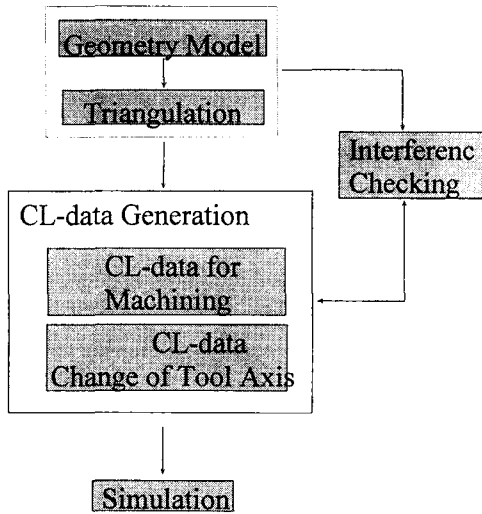 Geometry Model
Triangulation
Interferenc
Checking
CL-data Generation
CL-data for
Machining
CL-data
Change of Tool Axis
Simulation